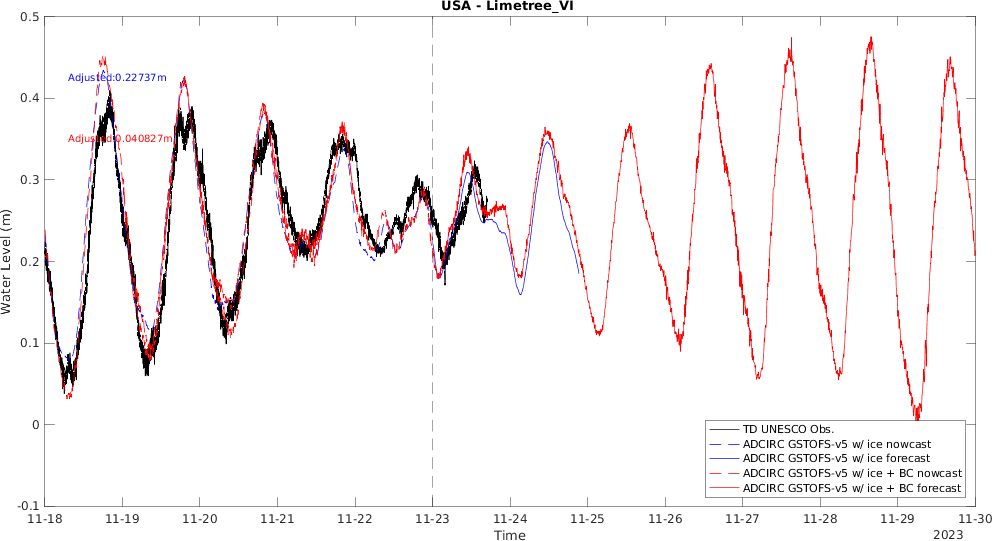 USA - Limetree_VI
0.5
0.4
0.3
0.2
0.1
0
-0.1
Water Level (m)
Adjusted:0.22737m
Adjusted:0.040827m
TD UNESCO Obs.
ADCIRC GSTOFS-v5 w/ ice nowcast
ADCIRC GSTOFS-v5 w/ ice forecast
ADCIRC GSTOFS-v5 w/ ice + BC nowcast
ADCIRC GSTOFS-v5 w/ ice + BC forecast
11-18 11-19 11-20 11-21 11-22 11-23 11-24 11-25 11-26 11-27 11-28 11-29 11-30
Time
2023